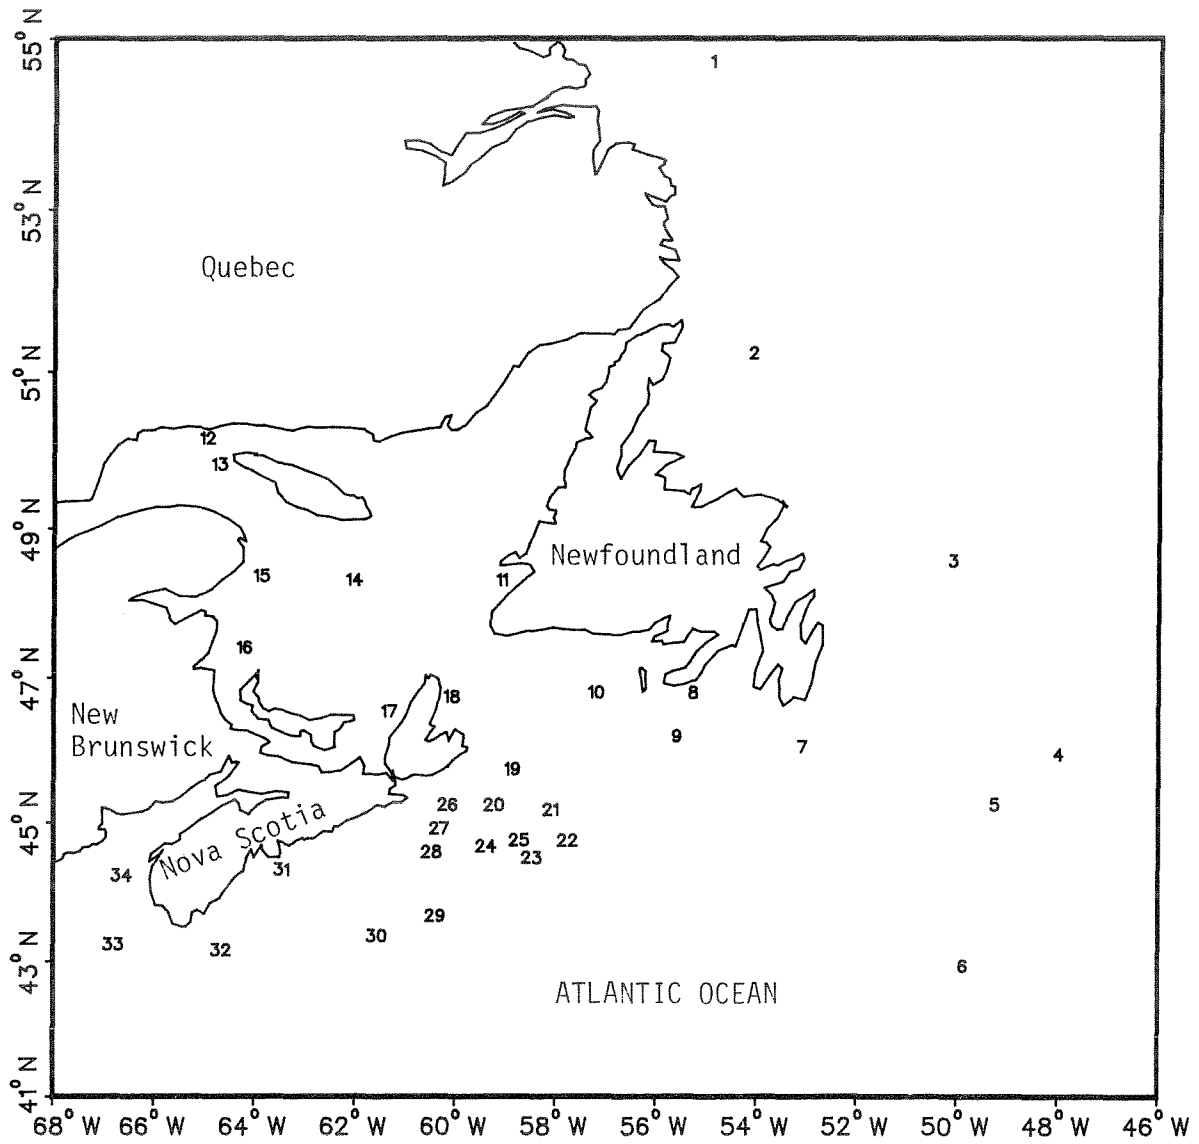 55° N
1
53° N
Quebec
51° N
2
12
13
49° N
Newfoundland
3
15
14
11
16
47° N
10
8
18
17
New
Brunswick
9
7
4
19
26
20
21
5
45° N
27
Nova Scotia
25
22
24
28
23
31
34
29
30
33
32
43° N
6
ATLANTIC OCEAN
41° N
68° W
66° W
64° W
62° W
60° W
58° W
56° W
54° W
52° W
50° W
48° W
46° W